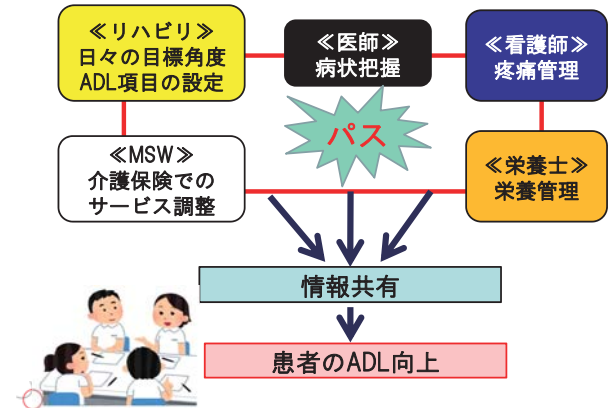 ≪リハビリ≫
日々の目標角度
ADL項目の設定
≪医師≫
病状把握
≪看護師≫
疼痛管理
パス
≪MSW≫
介護保険での
サービス調整
≪栄養士≫
栄養管理
情報共有
患者のADL向上